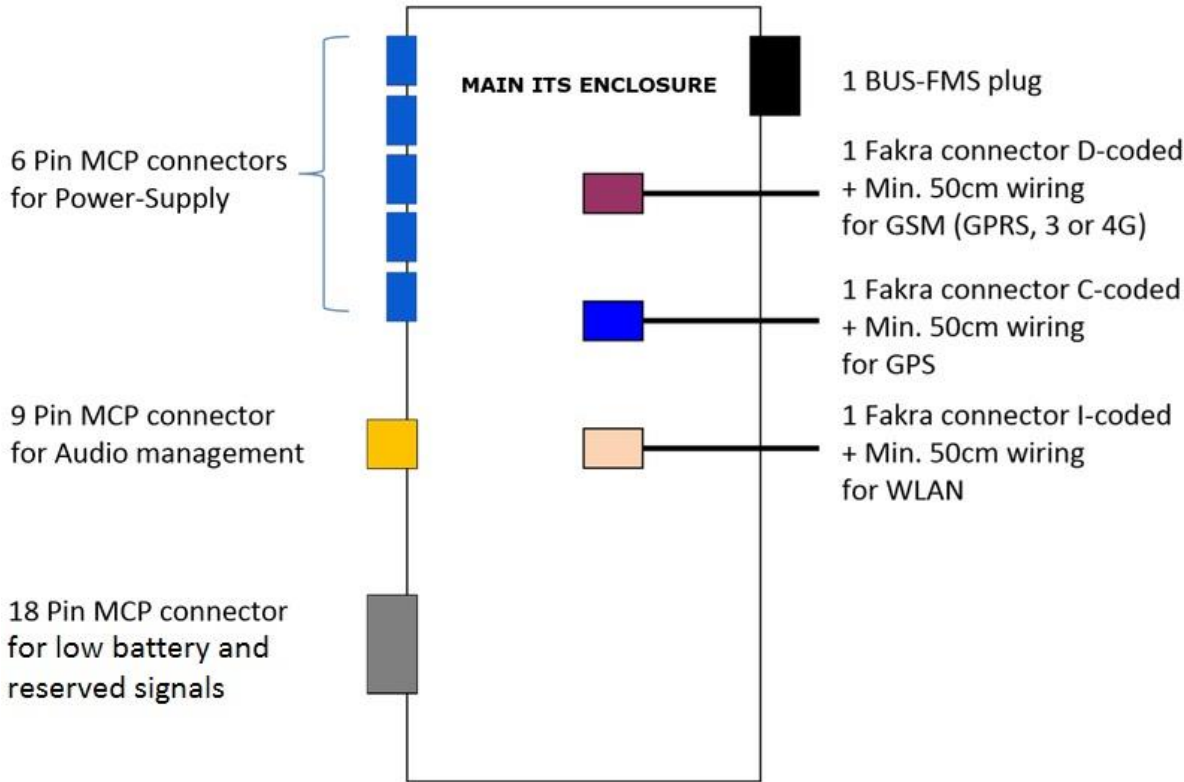 MAIN ITS ENCLOSURE
6 Pin MCP connectors
for Power-Supply
9 Pin MCP connector
for Audio management
18 Pin MCP connector
for low battery and
reserved signals
1 BUS-FMS plug
1 Fakra connector D-coded
+ Min. 50cm wiring
for GSM (GPRS, 3 or 4G)
1 Fakra connector C-coded
+ Min. 50cm wiring
for GPS
1 Fakra connector I-coded
+ Min. 50cm wiring
for WLAN